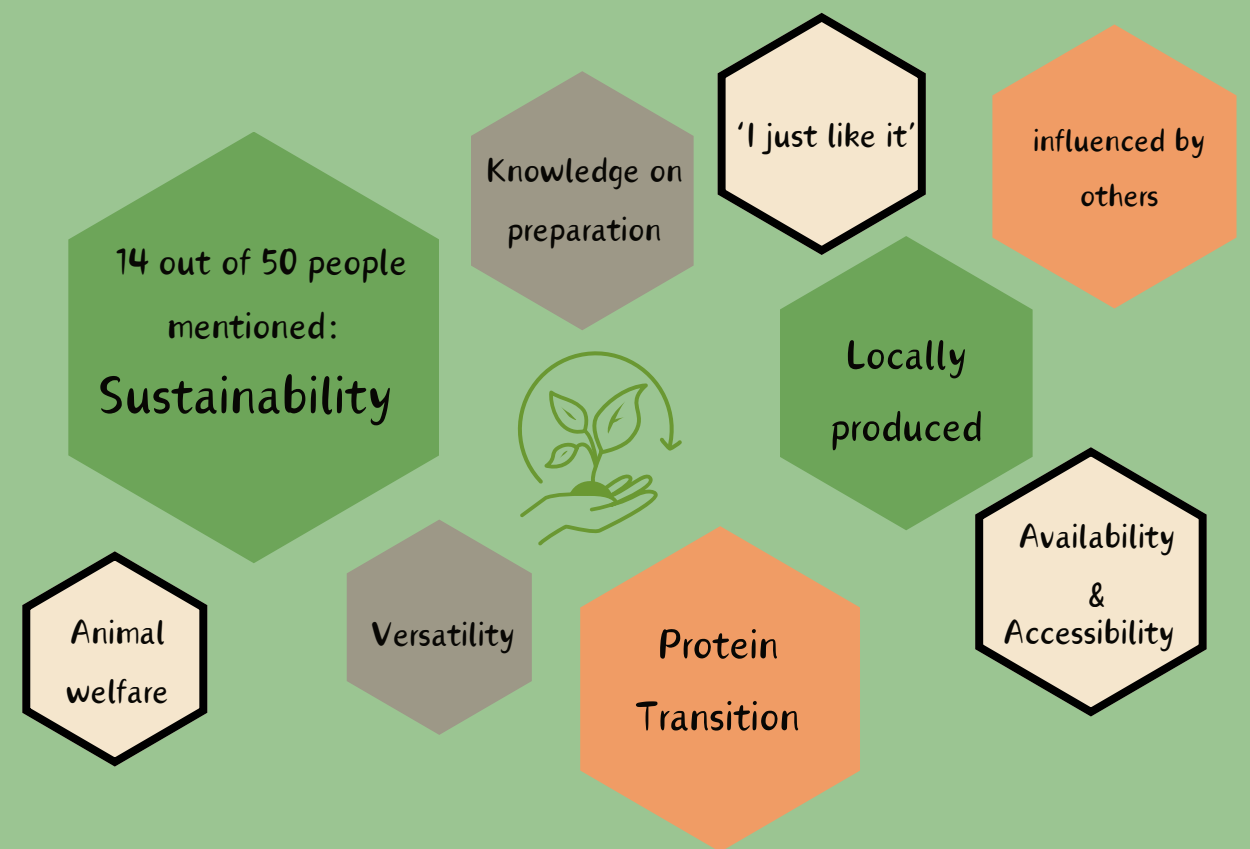 ‘I just like it’
influenced by
others
Knowledge on
preparation
14 out of 50 people
mentioned:
Sustainability
Locally
produced
Availability
&
Accessibility
Animal
welfare
Versatility
Protein
Transition